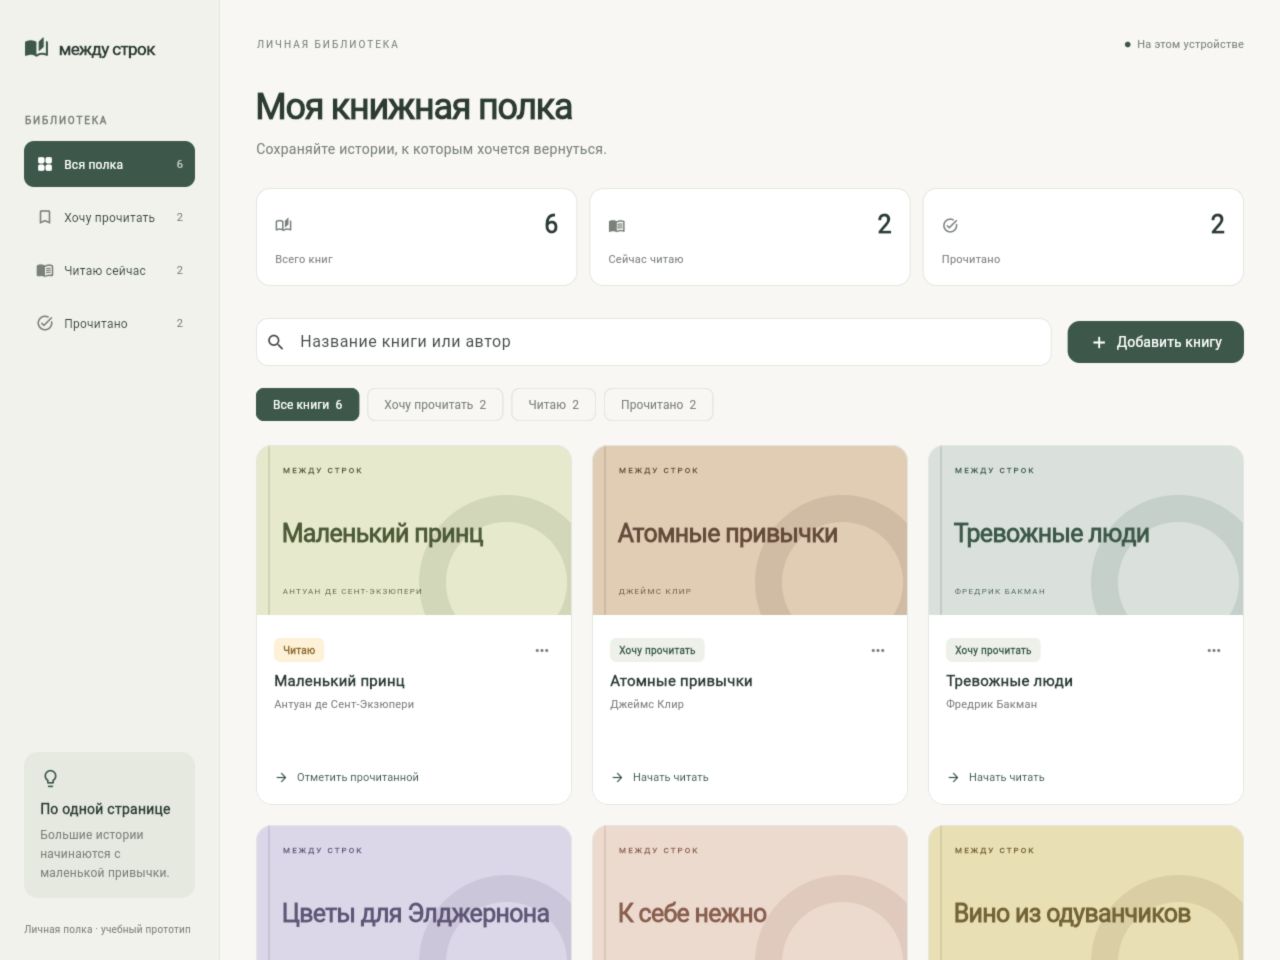 между строк
БИБЛИОТЕКА
Вся полка 6
Хочу прочитать 2
Читаю сейчас 2
Прочитано 2
По одной странице
Большие истории
начинаются с
маленькой привычки.
Личная полка · учебный прототип
ЛИЧНАЯ БИБЛИОТЕКА
На этом устройстве
Моя книжная полка
Сохраняйте истории, к которым хочется вернуться.
6
Всего книг
2
Сейчас читаю
2
Прочитано
Название книги или автор
Добавить книгу
Все книги 6
Хочу прочитать 2
Читаю 2
Прочитано 2
МЕЖДУ СТРОК
Маленький принц
АНТУАН ДЕ СЕНТ-ЭКЗЮПЕРИ
Читаю
Маленький принц
Антуан де Сент-Экзюпери
Отметить прочитанной
МЕЖДУ СТРОК
Атомные привычки
ДЖЕЙМС КЛИР
Хочу прочитать
Атомные привычки
Джеймс Клир
Начать читать
МЕЖДУ СТРОК
Тревожные люди
ФРЕДРИК БАКМАН
Хочу прочитать
Тревожные люди
Фредрик Бакман
Начать читать
МЕЖДУ СТРОК
Цветы для Элджернона
МЕЖДУ СТРОК
К себе нежно
МЕЖДУ СТРОК
Вино из одуванчиков